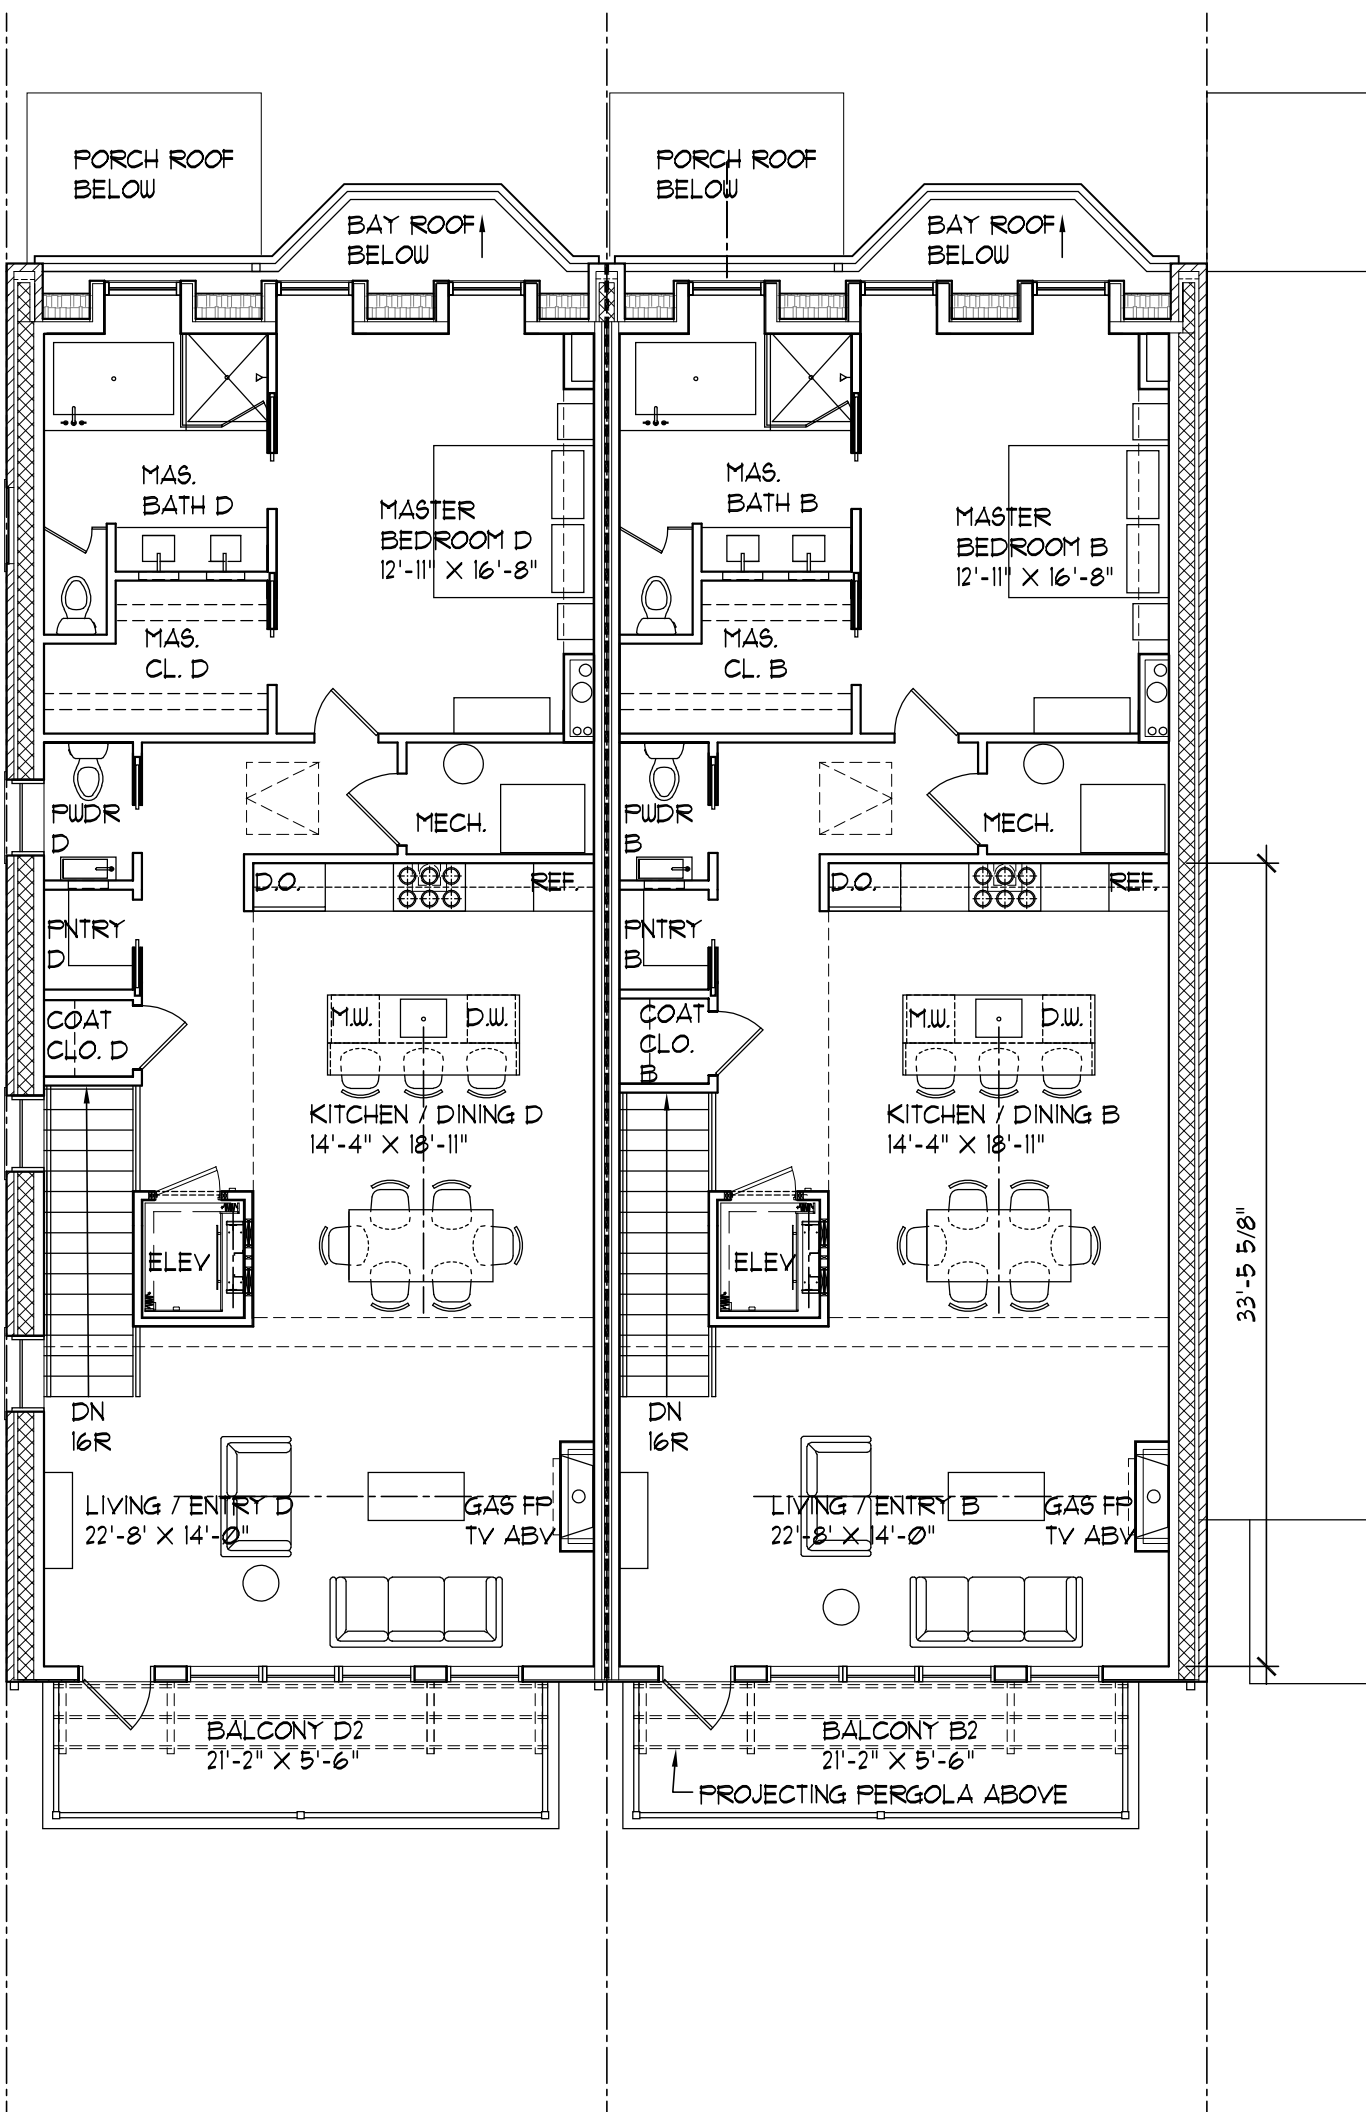 PORCH ROOF
BELOW
PORCH ROOF
BELOW
BAY ROOF
BELOW
BAY ROOF
BELOW
MAS.
BATH D
MASTER
BEDROOM D
12'-11" X 16'-8"
MAS.
BATH B
MASTER
BEDROOM B
12'-11" X 16'-8"
MAS.
CL. D
MAS.
CL. B
PWDR
D
MECH.
PWDR
B
MECH.
D.O.
REF.
D.O.
REF.
PNTRY
D
PNTRY
B
COAT
CLO. D
M.W.
D.W.
COAT
CLO.
B
M.W.
D.W.
KITCHEN / DINING D
14'-4" X 18'-11"
KITCHEN / DINING B
14'-4" X 18'-11"
ELEV
ELEV
33'-5 5/8"
DN
16R
DN
16R
LIVING / ENTRY D
22'-8' X 14'-0"
GAS FP
TV ABV
LIVING / ENTRY B
22'-8' X 14'-0"
GAS FP
TV ABV
BALCONY D2
21'-2" X 5'-6"
BALCONY B2
21'-2" X 5'-6"
PROJECTING PERGOLA ABOVE